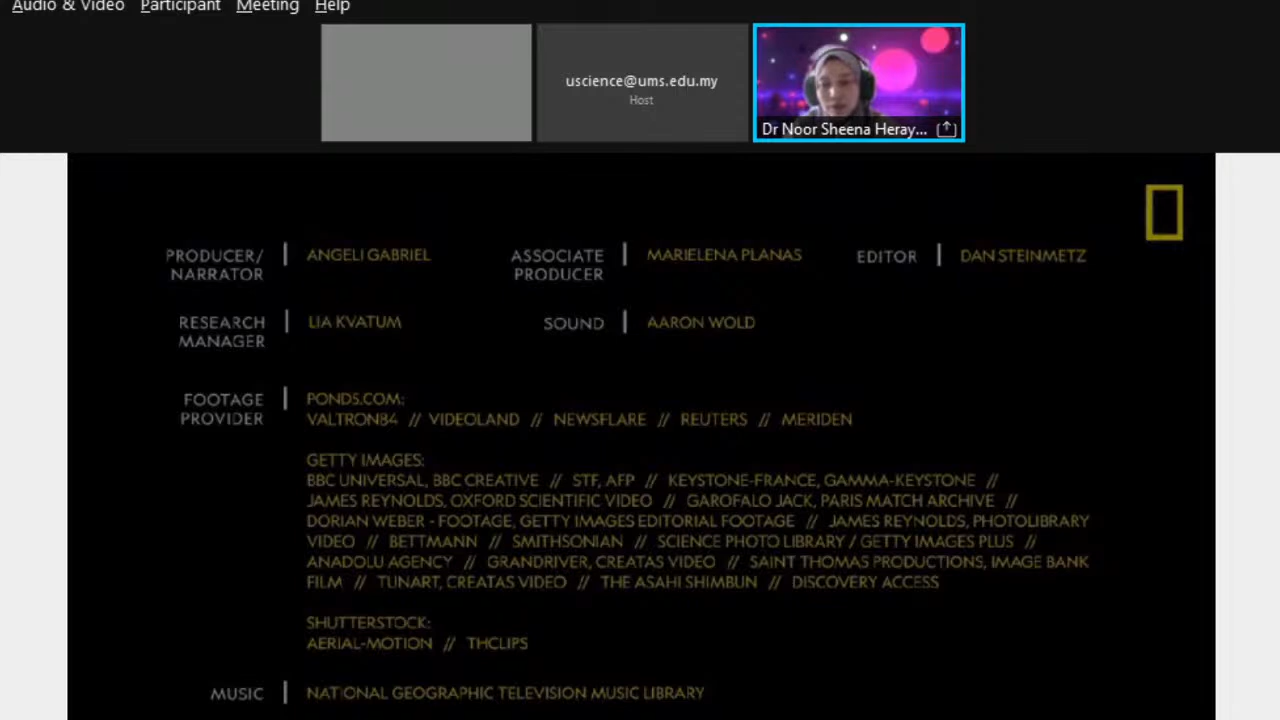 Audio & Video Participant Meeting Help
uscience@ums.edu.my
Host
Dr Noor Sheena Heray...
PRODUCER/ NARRATOR | ANGELI GABRIEL
ASSOCIATE PRODUCER | MARIELENA PLANAS
EDITOR | DAN STEINMETZ
RESEARCH MANAGER | LIA KVATUM
SOUND | AARON WOLD
FOOTAGE PROVIDER | POND5.COM:
VALTRON84 // VIDEOLAND // NEWSFLARE // REUTERS // MERIDEN
GETTY IMAGES:
BBC UNIVERSAL, BBC CREATIVE // STF, AFP // KEYSTONE-FRANCE, GAMMA-KEYSTONE //
JAMES REYNOLDS, OXFORD SCIENTIFIC VIDEO // GAROFALO JACK, PARIS MATCH ARCHIVE //
DORIAN WEBER - FOOTAGE, GETTY IMAGES EDITORIAL FOOTAGE // JAMES REYNOLDS, PHOTOLIBRARY
VIDEO // BETTMANN // SMITHSONIAN // SCIENCE PHOTO LIBRARY / GETTY IMAGES PLUS //
ANADOLU AGENCY // GRANDRIVER, CREATAS VIDEO // SAINT THOMAS PRODUCTIONS, IMAGE BANK
FILM // TUNART, CREATAS VIDEO // THE ASAHI SHIMBUN // DISCOVERY ACCESS
SHUTTERSTOCK:
AERIAL-MOTION // THCLIPS
MUSIC | NATIONAL GEOGRAPHIC TELEVISION MUSIC LIBRARY